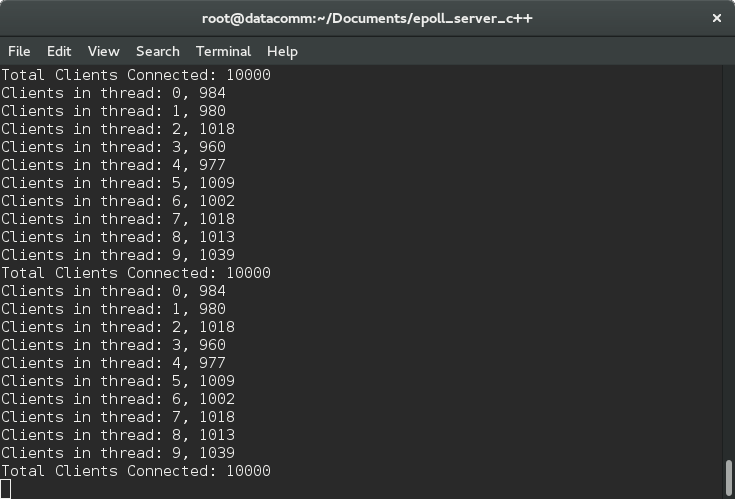 root@datacomm:~/Documents/epoll_server_c++
File Edit View Search Terminal Help
Total Clients Connected: 10000
Clients in thread: 0, 984
Clients in thread: 1, 980
Clients in thread: 2, 1018
Clients in thread: 3, 960
Clients in thread: 4, 977
Clients in thread: 5, 1009
Clients in thread: 6, 1002
Clients in thread: 7, 1018
Clients in thread: 8, 1013
Clients in thread: 9, 1039
Total Clients Connected: 10000
Clients in thread: 0, 984
Clients in thread: 1, 980
Clients in thread: 2, 1018
Clients in thread: 3, 960
Clients in thread: 4, 977
Clients in thread: 5, 1009
Clients in thread: 6, 1002
Clients in thread: 7, 1018
Clients in thread: 8, 1013
Clients in thread: 9, 1039
Total Clients Connected: 10000